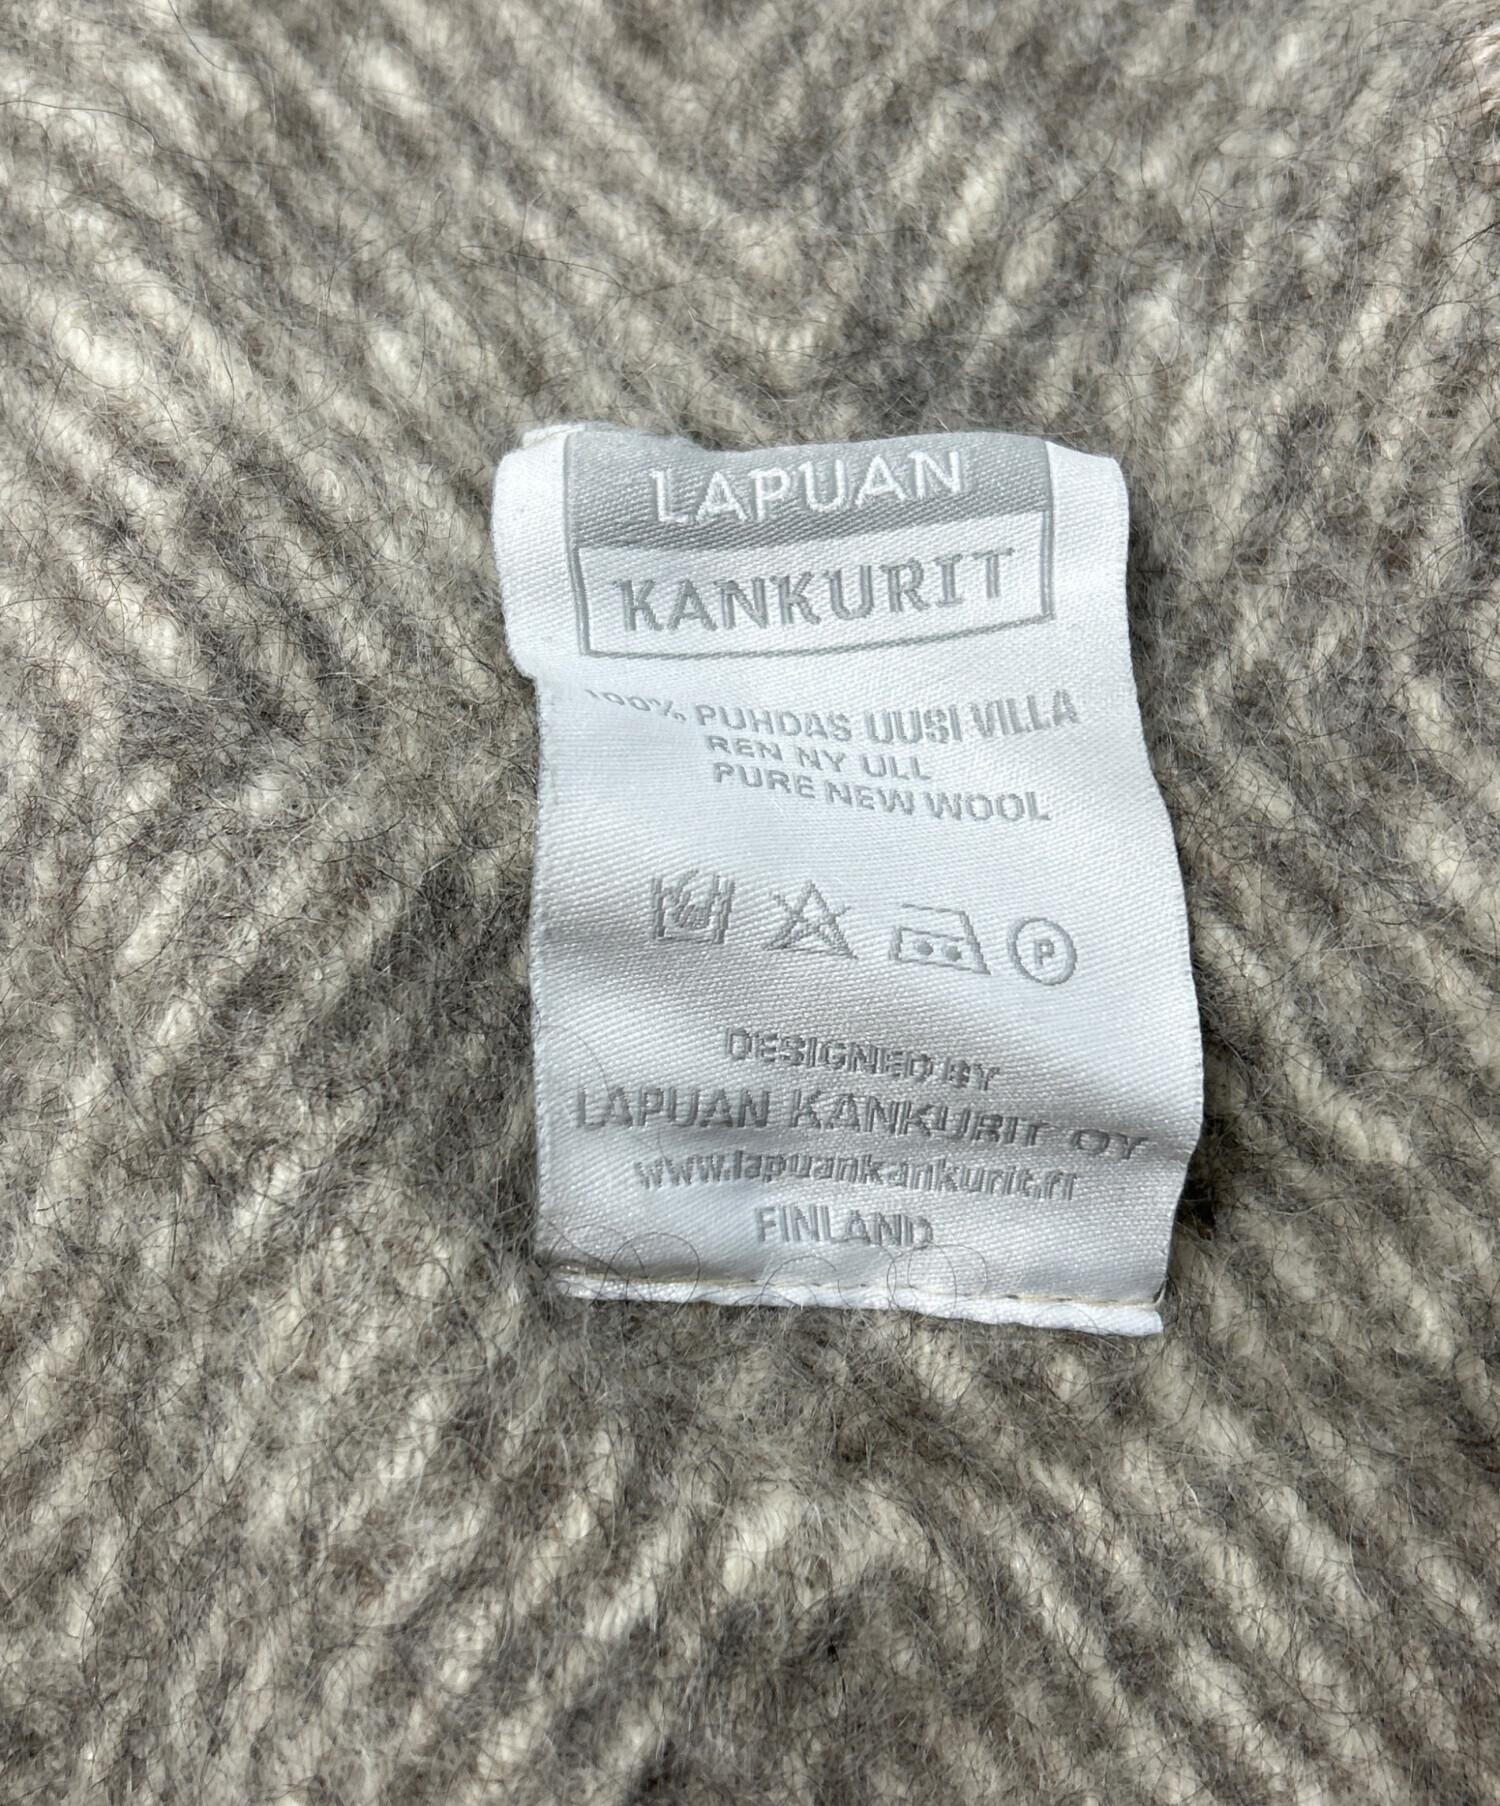 LAPUAN
KANKURIT
100% PUHDAS UUSI VILLA
REN NY ULL
PURE NEW WOOL
P
DESIGNED BY
LAPUAN KANKURIT OY
www.lapuankankurit.fi
FINLAND